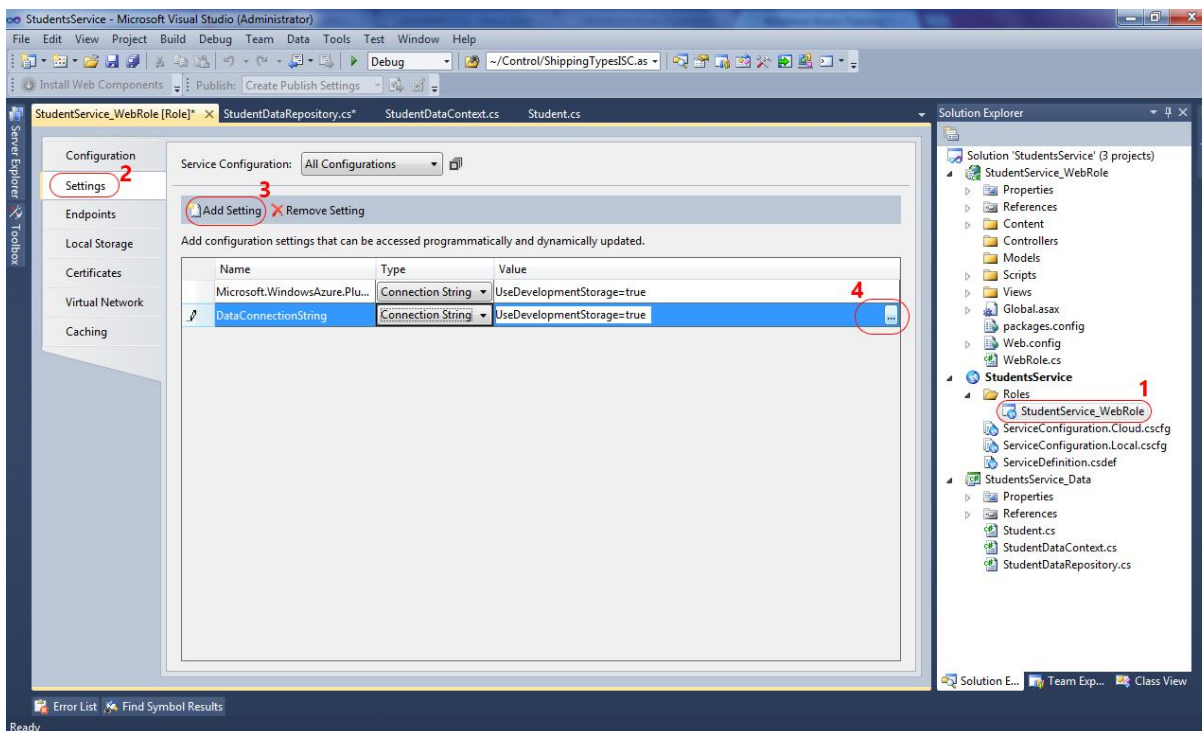 StudentsService - Microsoft Visual Studio (Administrator)
File Edit View Project Build Debug Team Data Tools Test Window Help
Debug ~/Control/ShippingTypesISC.as
Install Web Components Publish: Create Publish Settings
StudentService_WebRole [Role]* StudentDataRepository.cs* StudentDataContext.cs Student.cs
Server Explorer
Toolbox
Configuration
Settings
2
Endpoints
Local Storage
Certificates
Virtual Network
Caching
Service Configuration: All Configurations
3
Add Setting Remove Setting
Add configuration settings that can be accessed programmatically and dynamically updated.
Name Type Value
Microsoft.WindowsAzure.Plu... Connection String UseDevelopmentStorage=true
4
DataConnectionString Connection String UseDevelopmentStorage=true ...
Solution Explorer
Solution 'StudentsService' (3 projects)
StudentService_WebRole
Properties
References
Content
Controllers
Models
Scripts
Views
Global.asax
packages.config
Web.config
WebRole.cs
StudentsService
1
Roles
StudentService_WebRole
ServiceConfiguration.Cloud.cscfg
ServiceConfiguration.Local.cscfg
ServiceDefinition.csdef
StudentsService_Data
Properties
References
Student.cs
StudentDataContext.cs
StudentDataRepository.cs
Solution E... Team Exp... Class View
Error List Find Symbol Results
Ready